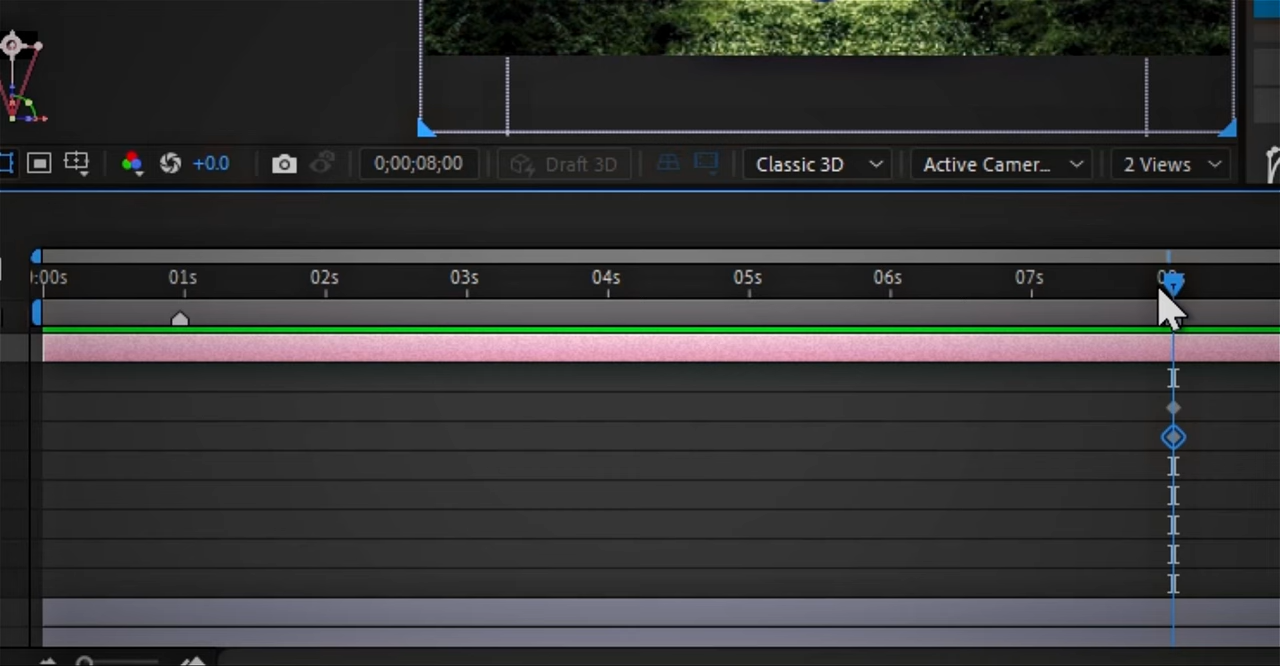 +0.0 0;00;08;00 Draft 3D Classic 3D Active Camer... 2 Views
:00s 01s 02s 03s 04s 05s 06s 07s